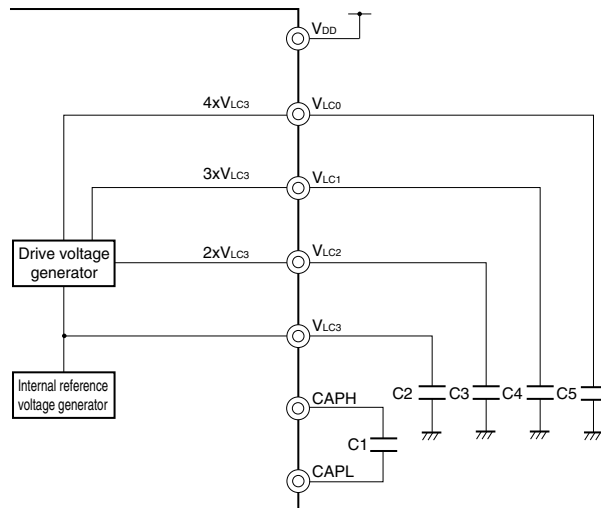 VDD
4xVLC3
VLC0
3xVLC3
VLC1
Drive voltage
generator
2xVLC3
VLC2
VLC3
Internal reference
voltage generator
CAPH
C1
CAPL
C2
C3
C4
C5